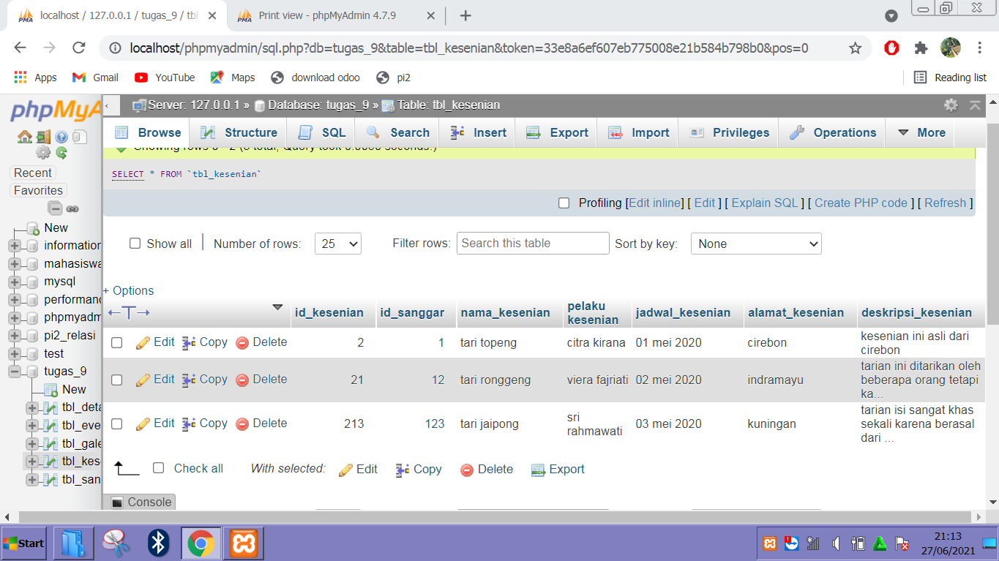 localhost / 127.0.0.1 / tugas_9 / tbl
Print view - phpMyAdmin 4.7.9
localhost/phpmyadmin/sql.php?db=tugas_9&table=tbl_kesenian&token=33e8a6ef607eb775008e21b584b798b0&pos=0
Apps Gmail YouTube Maps download odoo pi2 Reading list
phpMyA
Recent
Favorites
New
information
mahasiswa
mysql
performanc
phpmyadm
pi2_relasi
test
tugas_9
New
tbl_deta
tbl_eve
tbl_gale
tbl_kes
tbl_san
Server: 127.0.0.1 » Database: tugas_9 » Table: tbl_kesenian
Browse Structure SQL Search Insert Export Import Privileges Operations More
SELECT * FROM `tbl_kesenian`
Profiling [Edit inline] [ Edit ] [ Explain SQL ] [ Create PHP code ] [ Refresh ]
Show all Number of rows: 25 Filter rows: Search this table Sort by key: None
+ Options
id_kesenian id_sanggar nama_kesenian pelaku kesenian jadwal_kesenian alamat_kesenian deskripsi_kesenian
Edit Copy Delete 2 1 tari topeng citra kirana 01 mei 2020 cirebon kesenian ini asli dari cirebon
Edit Copy Delete 21 12 tari ronggeng viera fajriati 02 mei 2020 indramayu tarian ini ditarikan oleh beberapa orang tetapi ka...
Edit Copy Delete 213 123 tari jaipong sri rahmawati 03 mei 2020 kuningan tarian isi sangat khas sekali karena berasal dari ...
Check all With selected: Edit Copy Delete Export
Console
Start
21:13
27/06/2021